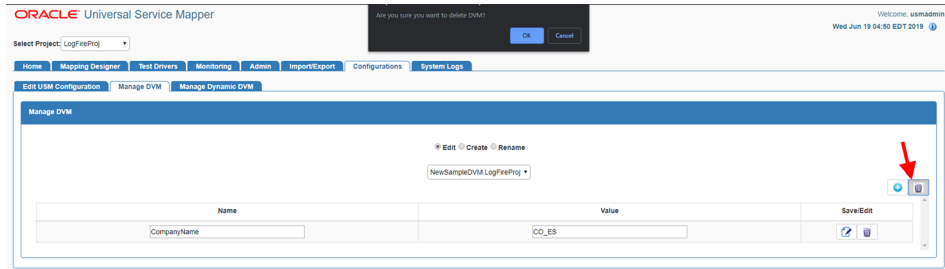 ORACLE Universal Service Mapper
Are you sure you want to delete DVM?
OK Cancel
Welcome, usmadmin
Wed Jun 19 04:50 EDT 2019
Select Project: LogFireProj
Home Mapping Designer Test Drivers Monitoring Admin Import/Export Configurations System Logs
Edit USM Configuration Manage DVM Manage Dynamic DVM
Manage DVM
Edit Create Rename
NewSampleDVM.LogFireProj
Name Value Save/Edit
CompanyName CO_ES